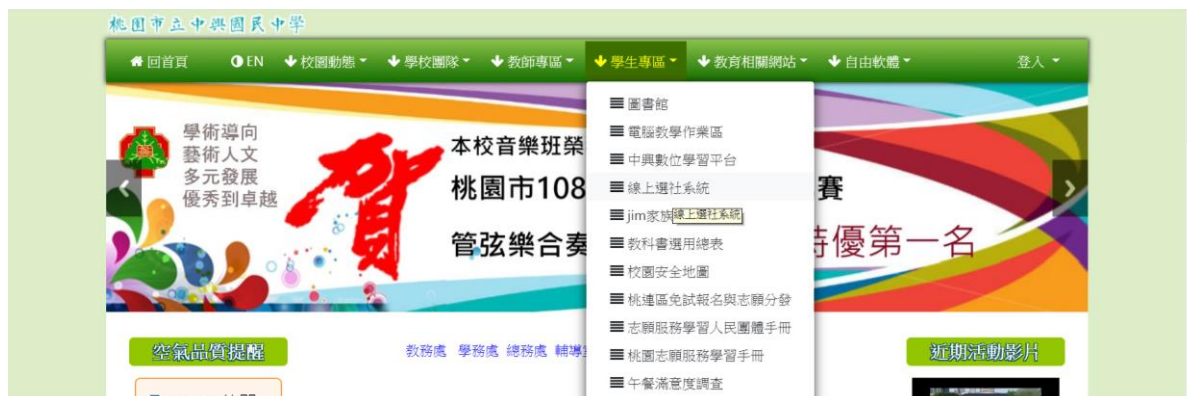 桃園市立中興國民中學
回首頁 EN 校園動態 學校團隊 教師專區 學生專區 教育相關網站 自由軟體 登入
學術導向
藝術人文
多元發展
優秀到卓越
賀
本校音樂班榮
桃園市108 賽
管弦樂合奏 特優第一名
圖書館
電腦教學作業區
中興數位學習平台
線上選社系統
jim家族
線上選社系統
教科書選用總表
校園安全地圖
桃連區免試報名與志願分發
志願服務學習人民團體手冊
桃園志願服務學習手冊
午餐滿意度調查
空氣品質提醒
教務處 學務處 總務處 輔導
近期活動影片